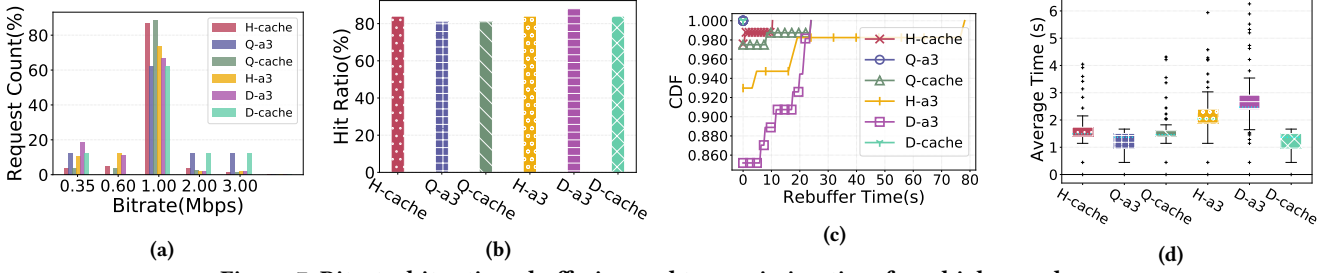 Request Count(%)
80
60
40
20
0
H-cache
Q-a3
Q-cache
H-a3
D-a3
D-cache
0.35 0.60 1.00 2.00 3.00
Bitrate(Mbps)
(a)
Hit Ratio(%)
80
60
40
20
0
H-cache Q-a3 Q-cache H-a3 D-a3 D-cache
(b)
CDF
1.000
0.980
0.960
0.940
0.920
0.900
0.880
0.860
H-cache
Q-a3
Q-cache
H-a3
D-a3
D-cache
0 10 20 30 40 50 60 70 80
Rebuffer Time(s)
(c)
Average Time (s)
6
5
4
3
2
1
0
H-cache Q-a3 Q-cache H-a3 D-a3 D-cache
(d)